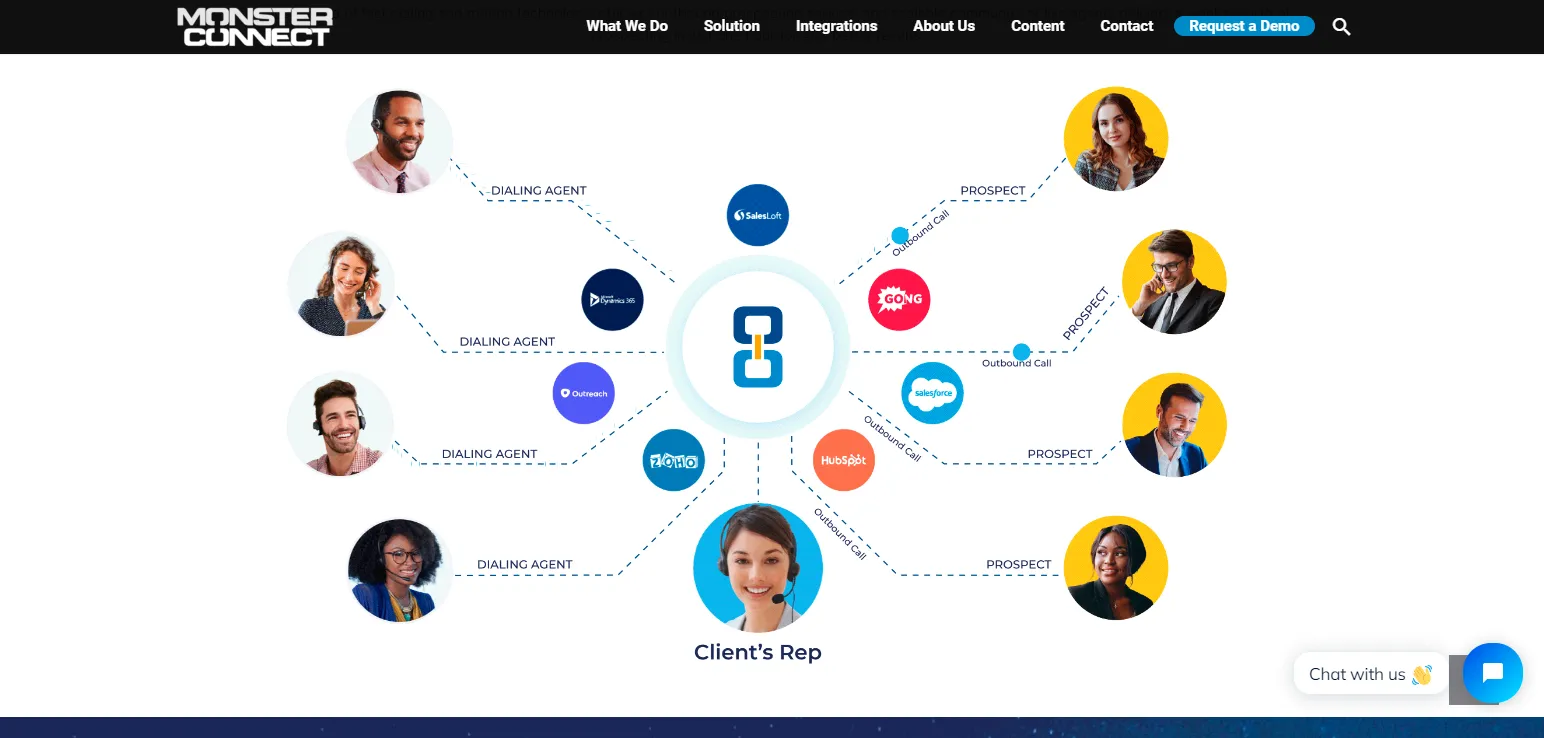 MONSTER
CONNECT
What We Do
Solution
Integrations
About Us
Content
Contact
Request a Demo
DIALING AGENT
PROSPECT
SalesLoft
Outbound Call
Dynamics 365
GONG
PROSPECT
DIALING AGENT
Outbound Call
Outreach
salesforce
Outbound Call
DIALING AGENT
PROSPECT
ZOHO
HubSpot
Outbound Call
DIALING AGENT
PROSPECT
Client's Rep
Chat with us 👋